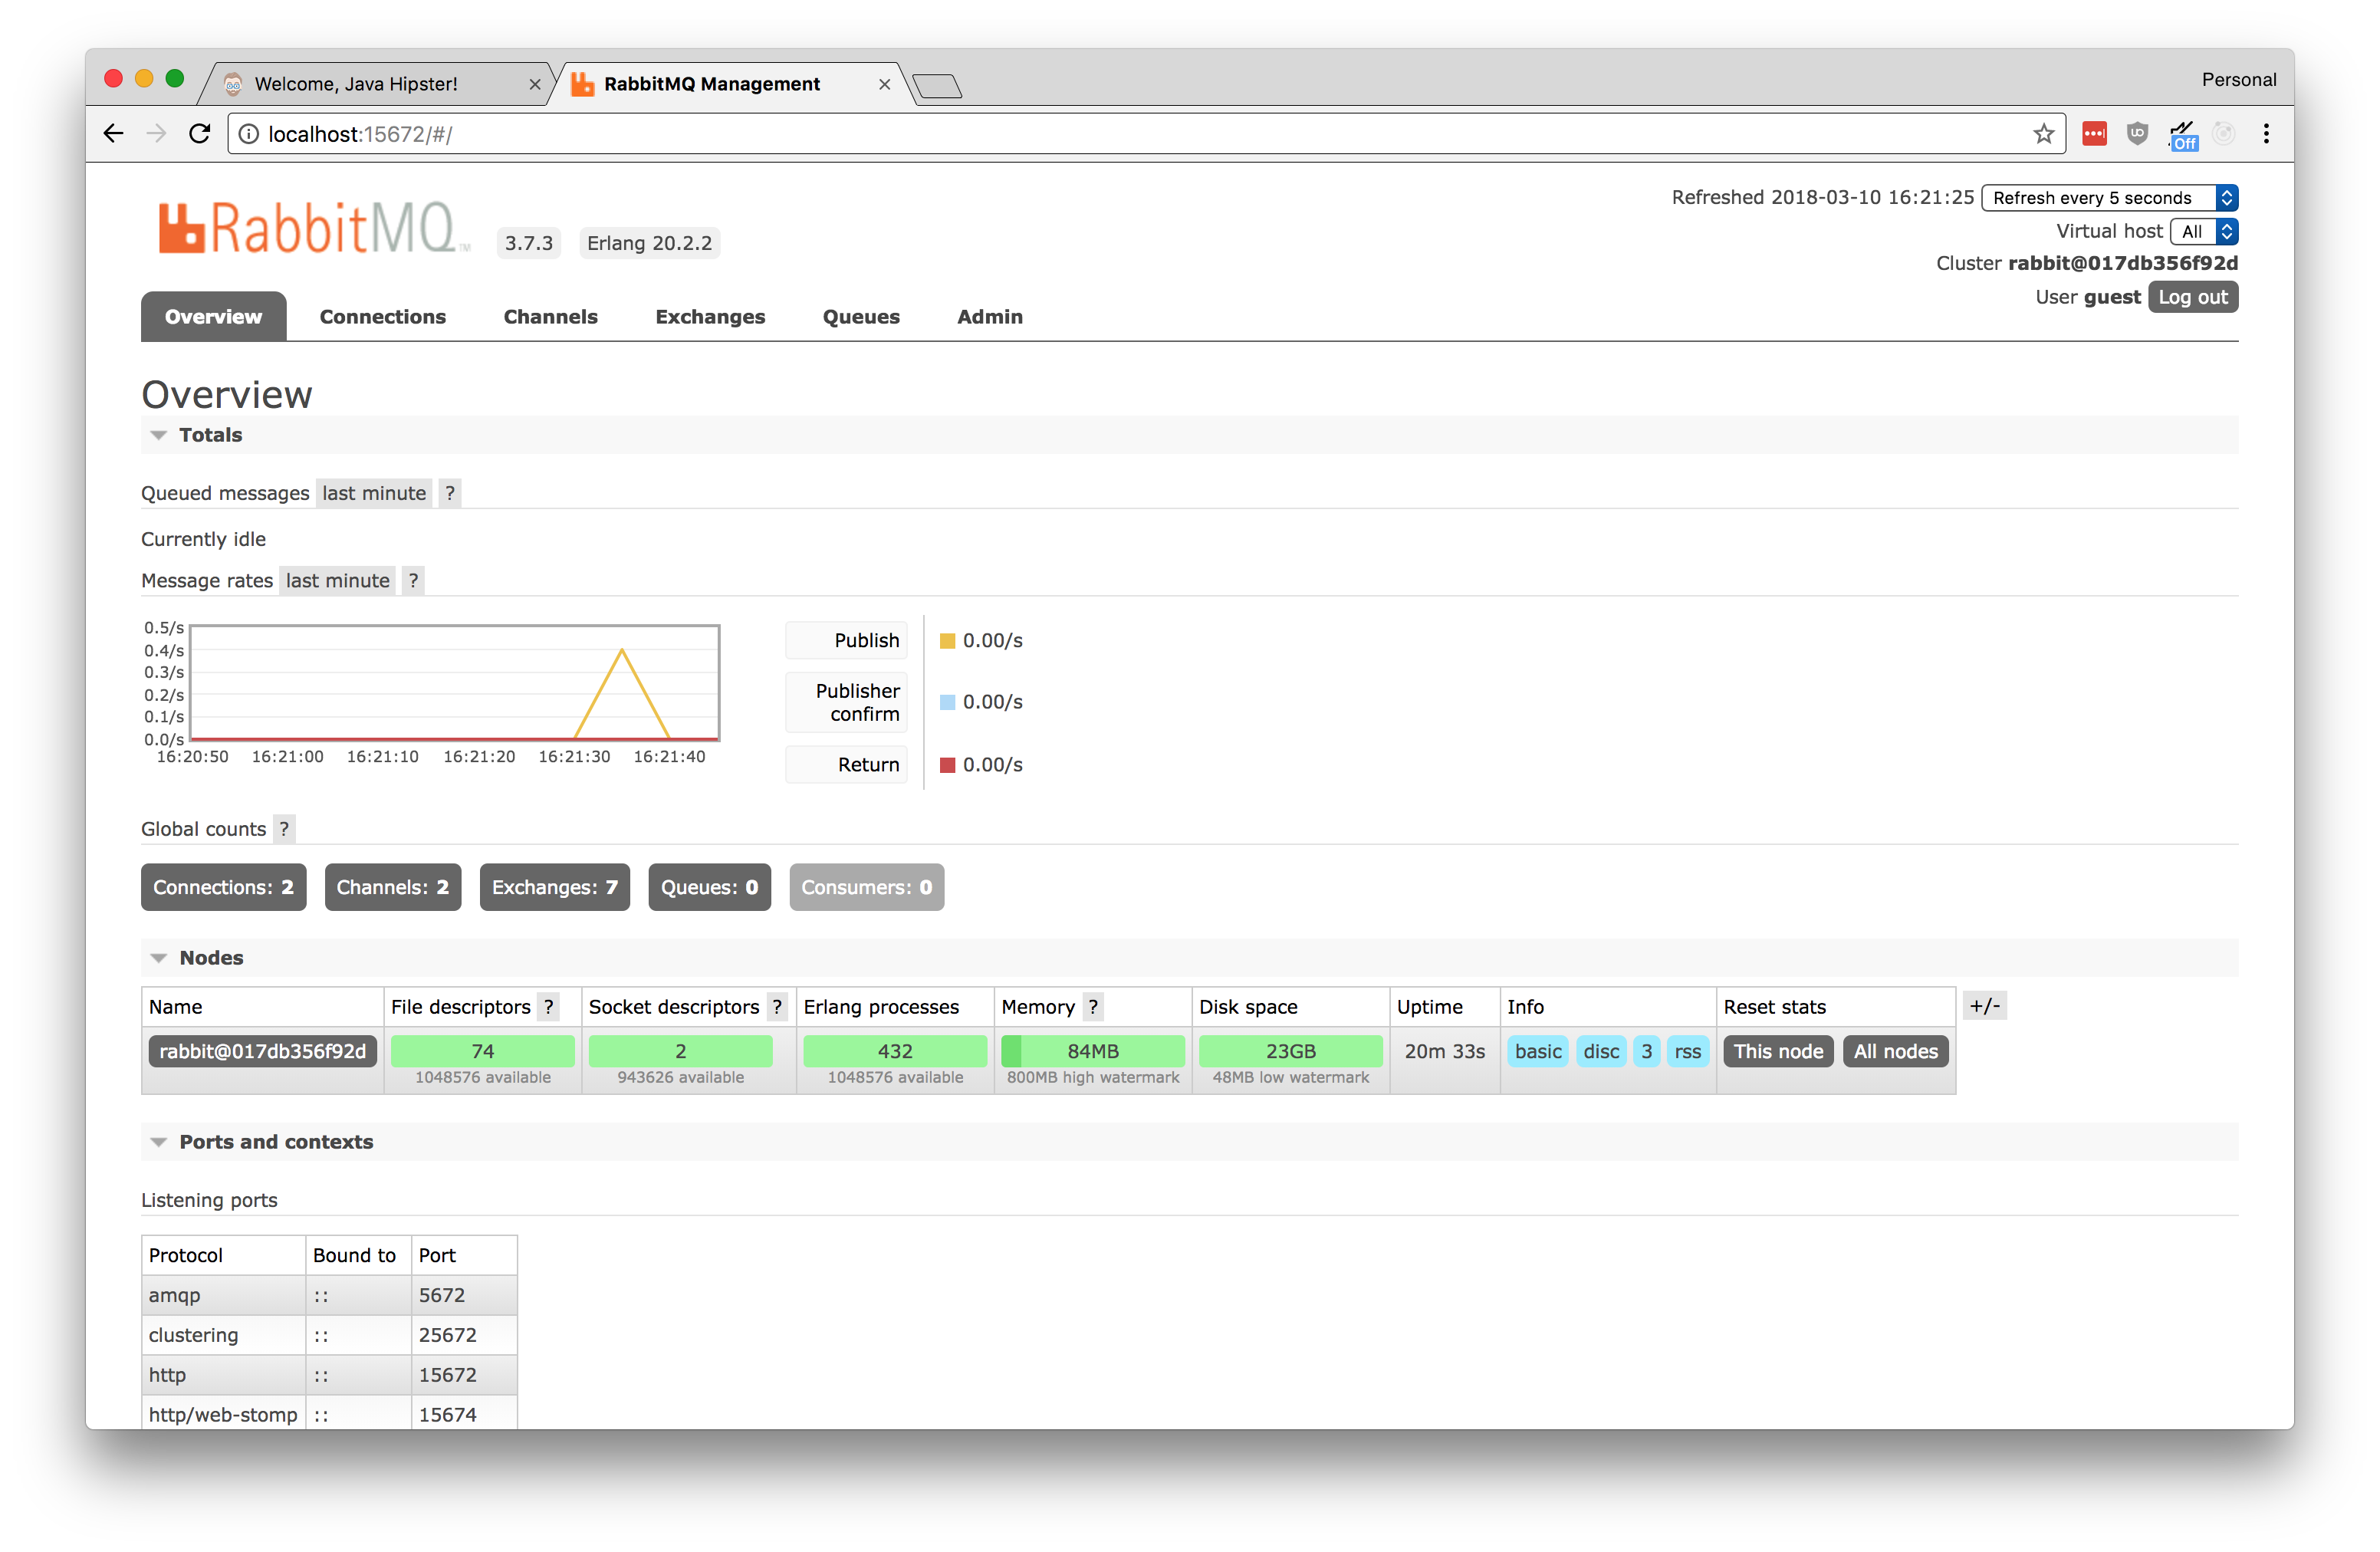 Welcome, Java Hipster!
RabbitMQ Management
Personal
localhost:15672/#/
Off
RabbitMQ TM
3.7.3
Erlang 20.2.2
Refreshed 2018-03-10 16:21:25
Refresh every 5 seconds
Virtual host All
Cluster rabbit@017db356f92d
User guest Log out
Overview Connections Channels Exchanges Queues Admin
Overview
Totals
Queued messages last minute ?
Currently idle
Message rates last minute ?
0.5/s
0.4/s
0.3/s
0.2/s
0.1/s
0.0/s
16:20:50 16:21:00 16:21:10 16:21:20 16:21:30 16:21:40
Publish 0.00/s
Publisher
confirm 0.00/s
Return 0.00/s
Global counts ?
Connections: 2 Channels: 2 Exchanges: 7 Queues: 0 Consumers: 0
Nodes
Name File descriptors ? Socket descriptors ? Erlang processes Memory ? Disk space Uptime Info Reset stats +/-
rabbit@017db356f92d 74 2 432 84MB 23GB 20m 33s basic disc 3 rss This node All nodes
1048576 available 943626 available 1048576 available 800MB high watermark 48MB low watermark
Ports and contexts
Listening ports
Protocol Bound to Port
amqp :: 5672
clustering :: 25672
http :: 15672
http/web-stomp :: 15674